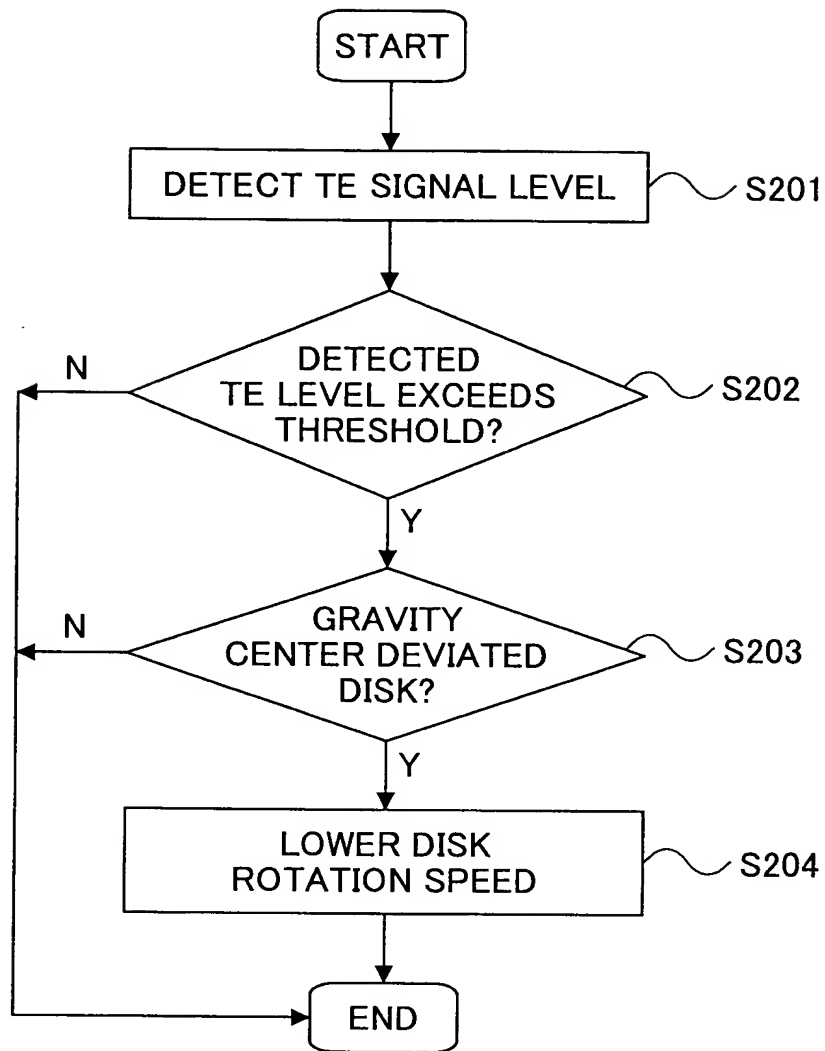 START
DETECT TE SIGNAL LEVEL
S201
DETECTED
TE LEVEL EXCEEDS
THRESHOLD?
N
S202
Y
GRAVITY
CENTER DEVIATED
DISK?
N
S203
Y
LOWER DISK
ROTATION SPEED
S204
END